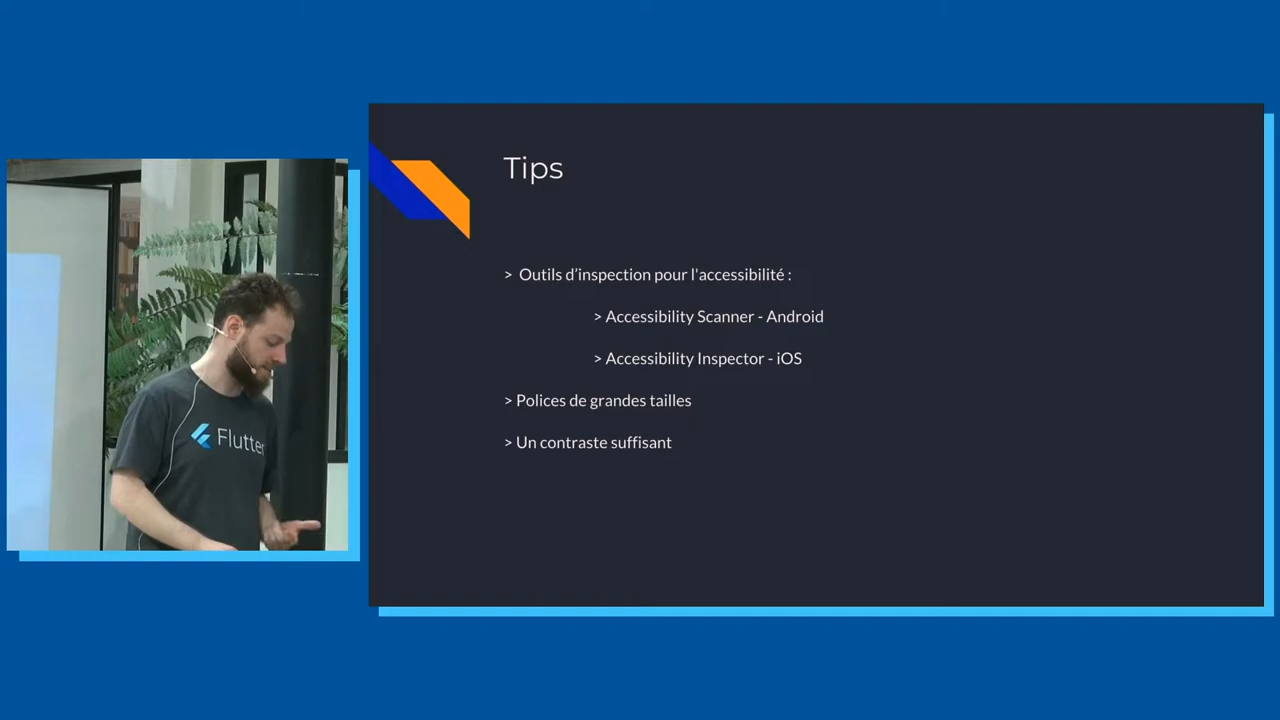 Tips
> Outils d’inspection pour l'accessibilité :
> Accessibility Scanner - Android
> Accessibility Inspector - iOS
> Polices de grandes tailles
> Un contraste suffisant
Flutter